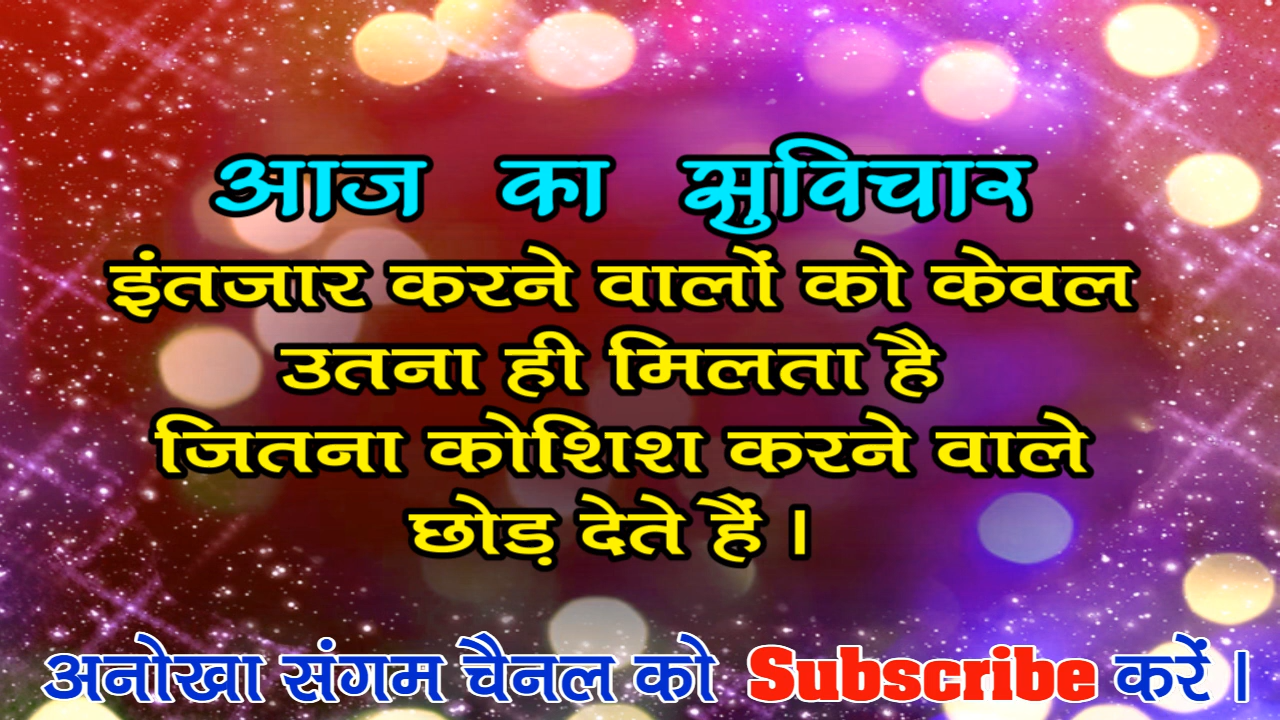 आज का सुविचार
इंतजार करने वालों को केवल
उतना ही मिलता है
जितना कोशिश करने वाले
छोड़ देते हैं ।
अनोखा संगम चैनल को Subscribe करें ।